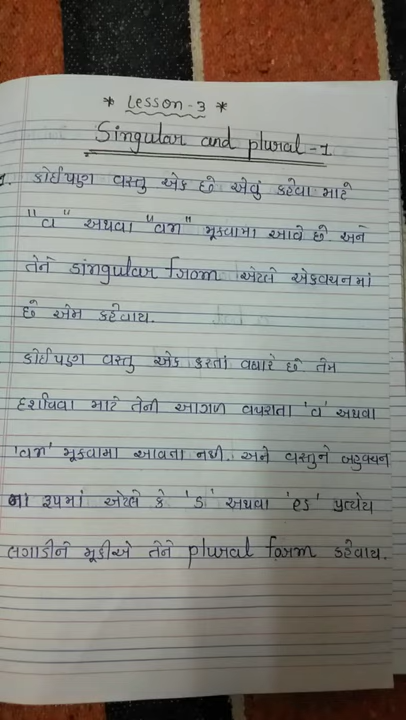 * Lesson - 3 *
Singular and plural - 1
1. કોઈપણ વસ્તુ એક છે એવું કહેવા માટે
"a" અથવા "an" મૂકવામા આવે છે અને
તેને singular from એટલે એકવચનમાં
છે એમ કહેવાય.
કોઈપણ વસ્તુ એક કરતાં વધારે છે તેમ
દર્શાવવા માટે તેની આગળ વપરાતા 'a' અથવા
'an' મૂકવામા આવતા નથી. અને વસ્તુને બહુવચન
નાં રૂપમાં એટલે કે 's' અથવા 'es' પ્રત્યેય
લગાડીને મૂકીએ તેને plural form કહેવાય.